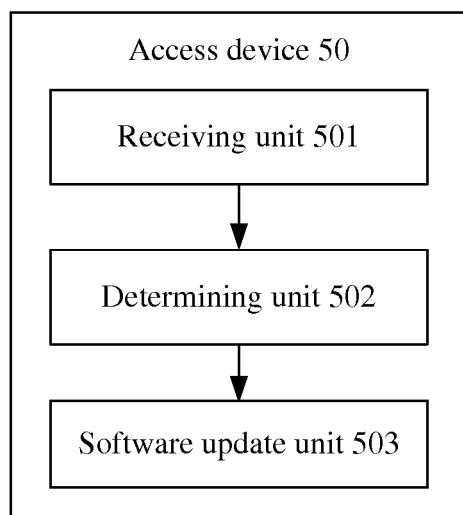 Access device 50
Receiving unit 501
Determining unit 502
Software update unit 503